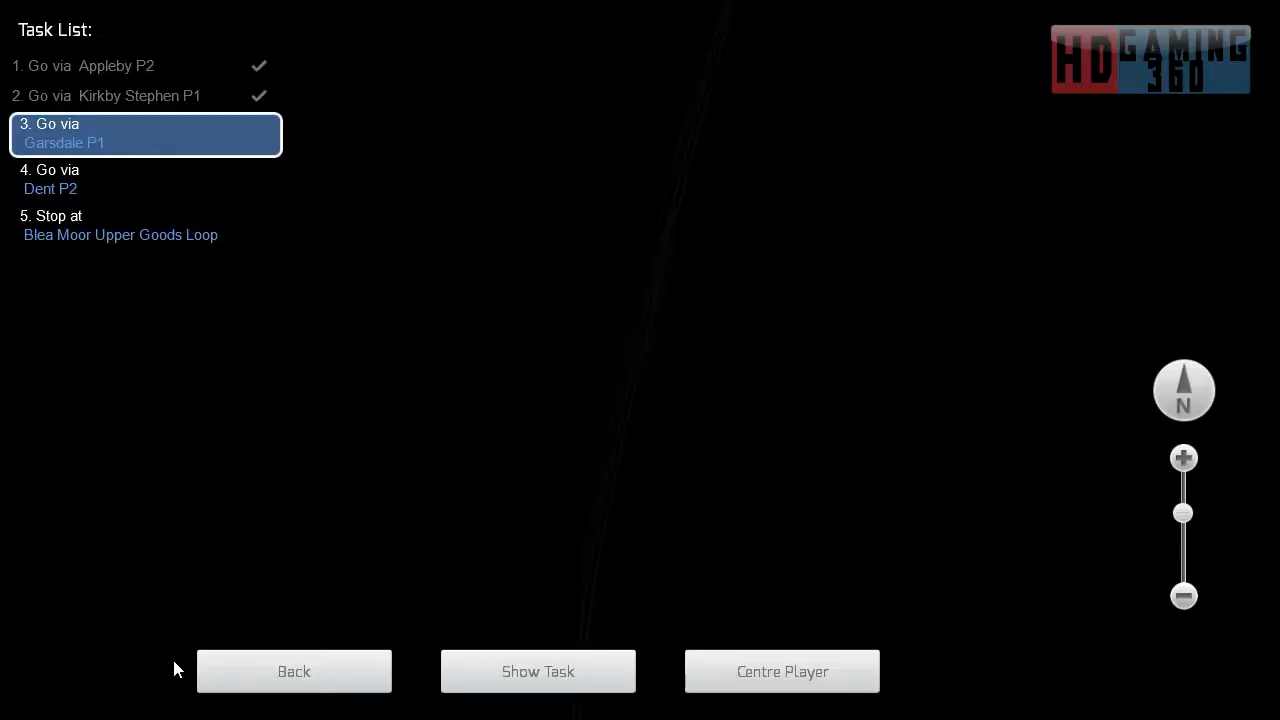 Task List:
1. Go via Appleby P2
2. Go via Kirkby Stephen P1
3. Go via
Garsdale P1
4. Go via
Dent P2
5. Stop at
Blea Moor Upper Goods Loop
HD GAMING
360
N
Back
Show Task
Centre Player